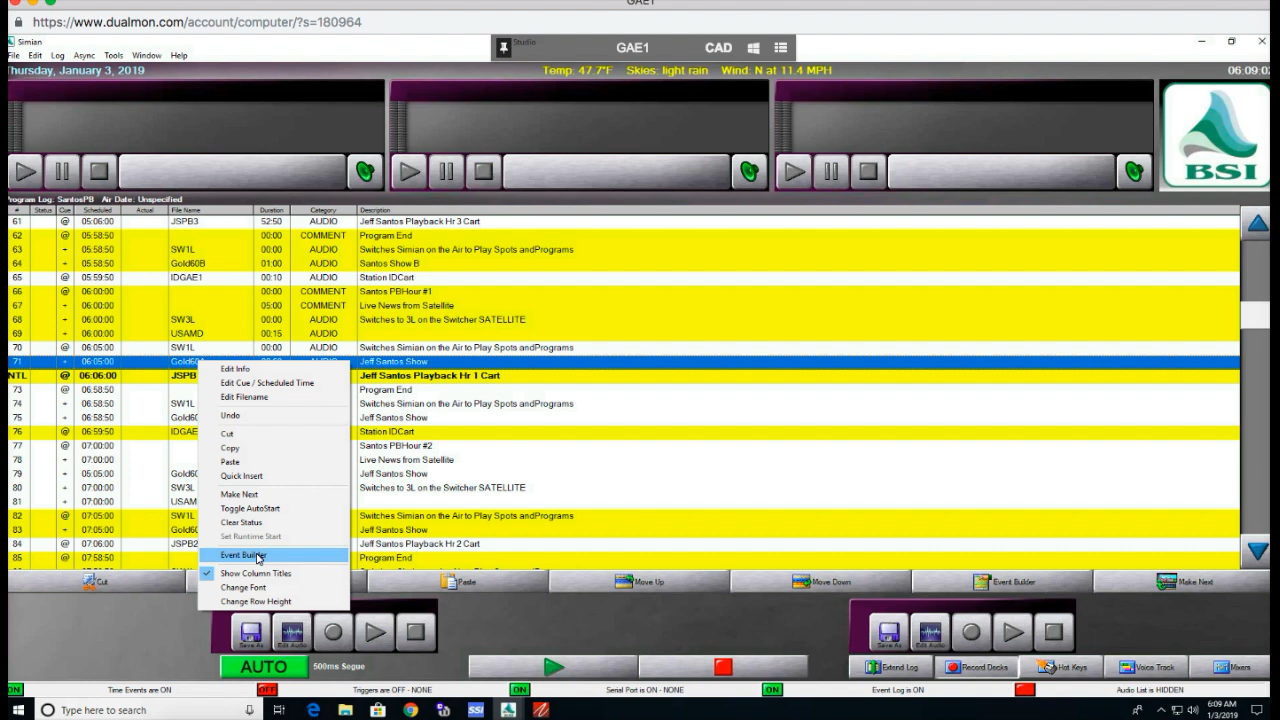 GAE1
https://www.dualmon.com/account/computer/?s=180964
Simian
Studio GAE1 CAD
File Edit Log Async Tools Window Help
Thursday, January 3, 2019 Temp: 47.7°F Skies: light rain Wind: N at 11.4 MPH 06:09:0
BSI
Program Log: SantosPB Air Date: Unspecified
# Status Cue Scheduled Actual File Name Duration Category Description
61 @ 05:06:00 JSPB3 52:50 AUDIO Jeff Santos Playback Hr 3 Cart
62 @ 05:58:50 00:00 COMMENT Program End
63 + 05:58:50 SW1L 00:00 AUDIO Switches Simian on the Air to Play Spots andPrograms
64 + 05:58:50 Gold60B 01:00 AUDIO Santos Show B
65 @ 05:59:50 IDGAE1 00:10 AUDIO Station IDCart
66 @ 06:00:00 00:00 COMMENT Santos PBHour #1
67 + 06:00:00 05:00 COMMENT Live News from Satellite
68 + 06:00:00 SW3L 00:00 AUDIO Switches to 3L on the Switcher SATELLITE
69 + 06:00:00 USAMD 00:15 AUDIO
70 @ 06:05:00 SW1L 00:00 AUDIO Switches Simian on the Air to Play Spots andPrograms
71 + 06:05:00 Gold60 AUDIO Jeff Santos Show
NTL @ 06:06:00 JSPB Jeff Santos Playback Hr 1 Cart
73 @ 06:58:50 Program End
74 + 06:58:50 SW1L Switches Simian on the Air to Play Spots andPrograms
75 + 06:58:50 Gold60 Jeff Santos Show
76 @ 06:59:50 IDGAE Station IDCart
77 @ 07:00:00 Santos PBHour #2
78 + 07:00:00 Live News from Satellite
79 + 05:05:00 Gold60 Jeff Santos Show
80 + 07:00:00 SW3L Switches to 3L on the Switcher SATELLITE
81 + 07:00:00 USAM
82 @ 07:05:00 SW1L Switches Simian on the Air to Play Spots andPrograms
83 + 07:05:00 Gold60 Jeff Santos Show
84 @ 07:06:00 JSPB2 Jeff Santos Playback Hr 2 Cart
85 @ 07:58:50 Program End
Edit Info
Edit Cue / Scheduled Time
Edit Filename
Undo
Cut
Copy
Paste
Quick Insert
Make Next
Toggle AutoStart
Clear Status
Set Runtime Start
Event Builder
Show Column Titles
Change Font
Change Row Height
Cut Paste Move Up Move Down Event Builder Make Next
Save As Edit Audio Save As Edit Audio
AUTO 500ms Segue Extend Log Record Decks Hot Keys Voice Track Mixers
ON Time Events are ON OFF Triggers are OFF - NONE ON Serial Port is ON - NONE ON Event Log is ON Audio List is HIDDEN
Type here to search SSI 6:09 AM
1/3/2019